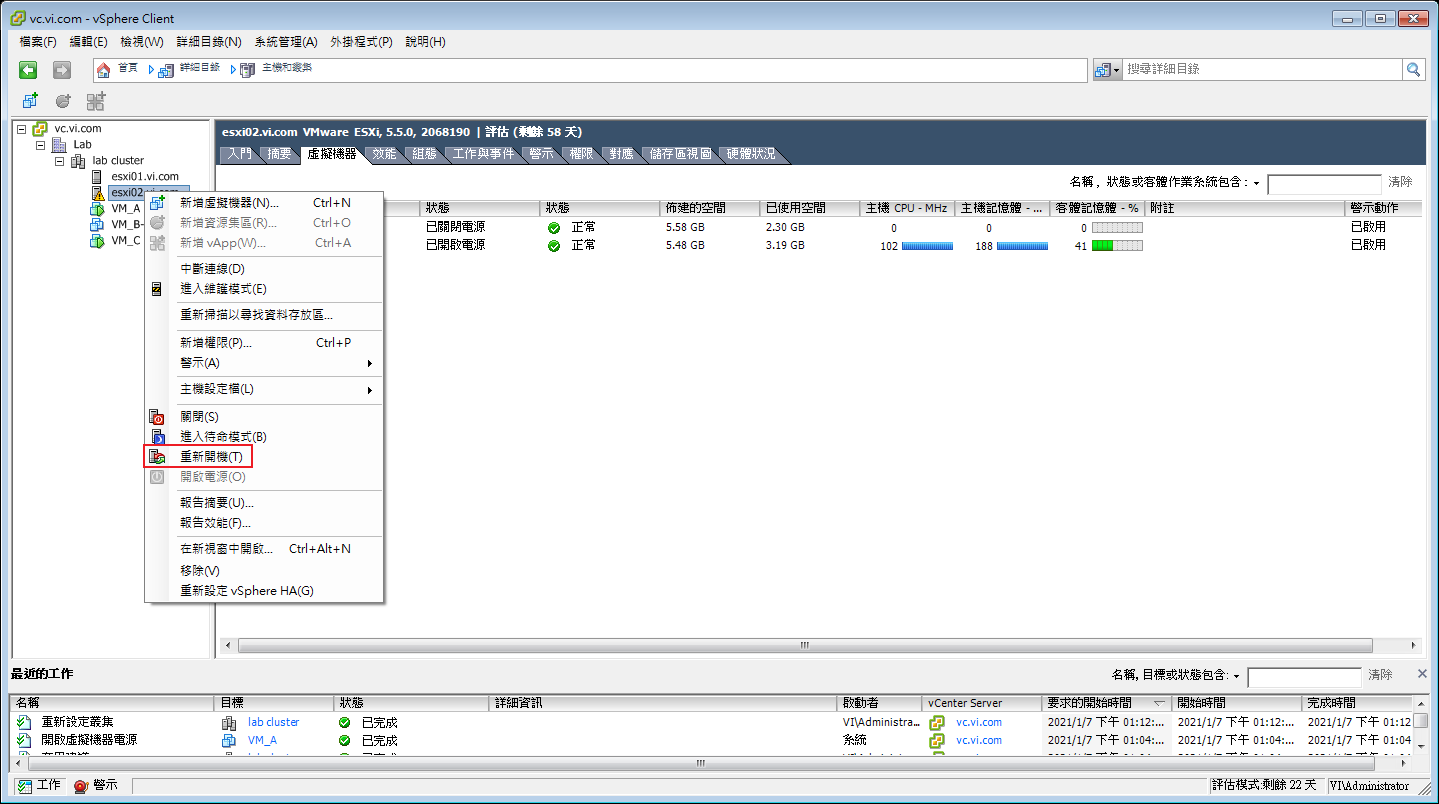 vc.vi.com - vSphere Client
檔案(F) 編輯(E) 檢視(W) 詳細目錄(N) 系統管理(A) 外掛程式(P) 說明(H)
首頁 詳細目錄 主機和叢集 搜尋詳細目錄
vc.vi.com
Lab
lab cluster
esxi01.vi.com
esxi02.vi.com
VM_A
VM_B-
VM_C
esxi02.vi.com VMware ESXi, 5.5.0, 2068190 | 評估 (剩餘 58 天)
入門 摘要 虛擬機器 效能 組態 工作與事件 警示 權限 對應 儲存區視圖 硬體狀況
名稱, 狀態或客體作業系統包含: 清除
狀態 狀態 佈建的空間 已使用空間 主機 CPU - MHz 主機記憶體 - ... 客體記憶體 - % 附註 警示動作
已關閉電源 正常 5.58 GB 2.30 GB 0 0 0 已啟用
已開啟電源 正常 5.48 GB 3.19 GB 102 188 41 已啟用
新增虛擬機器(N)... Ctrl+N
新增資源集區(R)... Ctrl+O
新增 vApp(W)... Ctrl+A
中斷連線(D)
進入維護模式(E)
重新掃描以尋找資料存放區...
新增權限(P)... Ctrl+P
警示(A)
主機設定檔(L)
關閉(S)
進入待命模式(B)
重新開機(T)
開啟電源(O)
報告摘要(U)...
報告效能(F)...
在新視窗中開啟... Ctrl+Alt+N
移除(V)
重新設定 vSphere HA(G)
最近的工作 名稱, 目標或狀態包含: 清除
名稱 目標 狀態 詳細資訊 啟動者 vCenter Server 要求的開始時間 開始時間 完成時間
重新設定叢集 lab cluster 已完成 VI\Administra... vc.vi.com 2021/1/7 下午 01:12:... 2021/1/7 下午 01:12:... 2021/1/7 下午 01:12
開啟虛擬機器電源 VM_A 已完成 系統 vc.vi.com 2021/1/7 下午 01:04:... 2021/1/7 下午 01:04:... 2021/1/7 下午 01:04
工作 警示 評估模式:剩餘 22 天 VI\Administrator